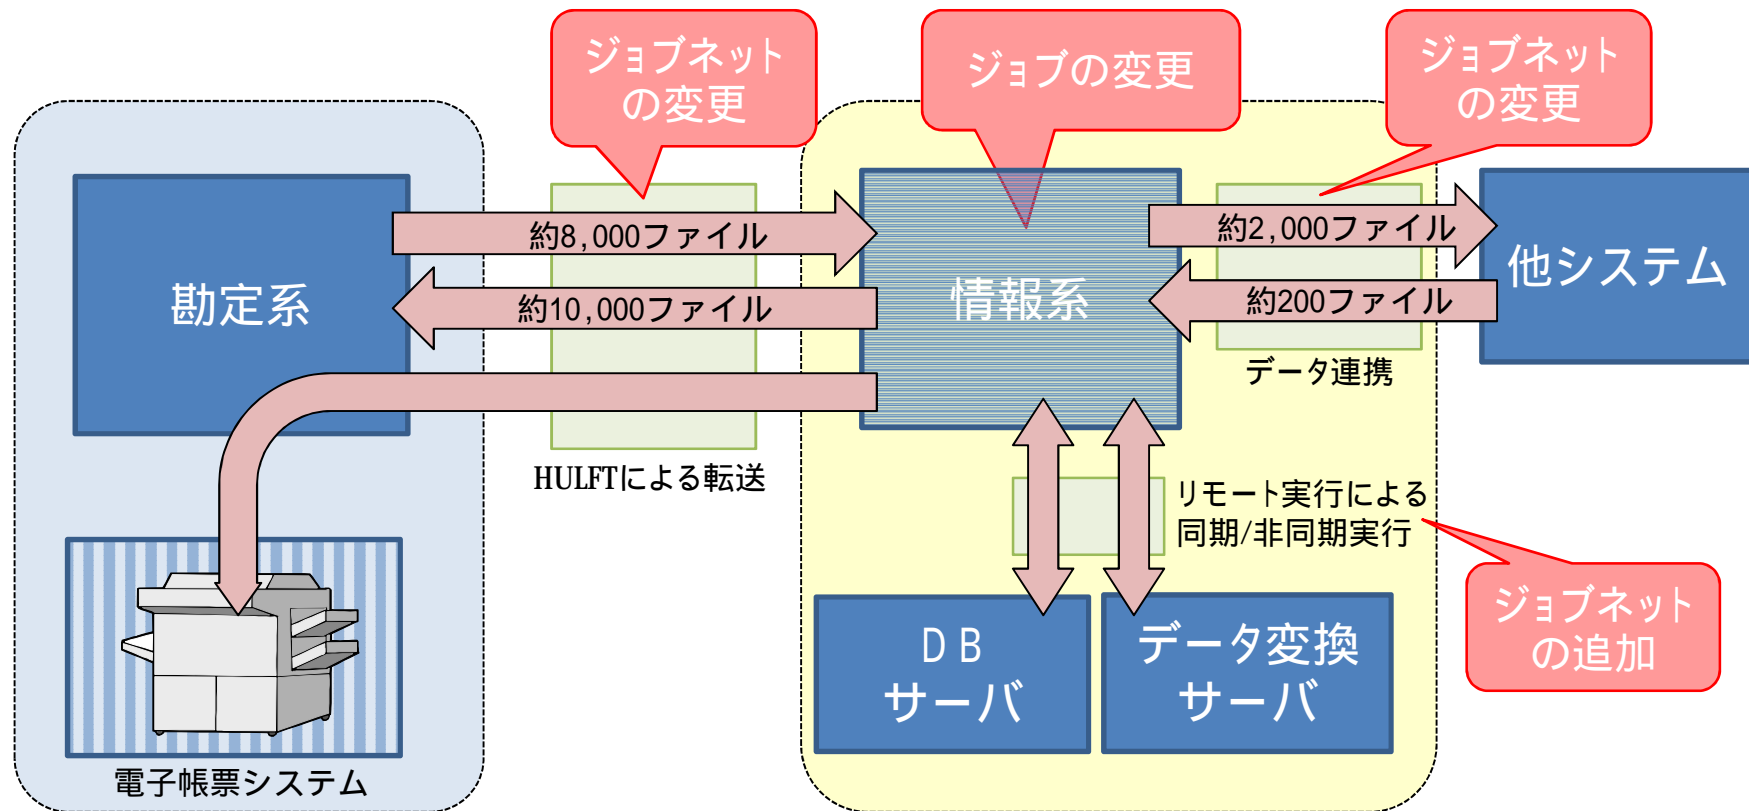 ジョブネット
の変更
ジョブの変更
ジョブネット
の変更
勘定系
約8,000ファイル
約10,000ファイル
情報系
約2,000ファイル
約200ファイル
他システム
データ連携
HULFTによる転送
リモート実行による
同期/非同期実行
ジョブネット
の追加
DB
サーバ
データ変換
サーバ
電子帳票システム